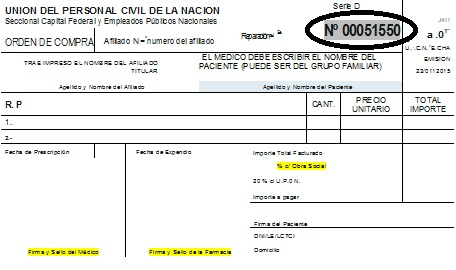 UNION DEL PERSONAL CIVIL DE LA NACION
Serie D
Seccional Capital Federal y Empleados Públicos Nacionales
Nº 00051550
J411
ORDEN DE COMPRA
Afiliado N=°numero del afiliado
a .0
U. .C.N.°E.CHA
EMISION
23/01/2015
TRAE IMPRESO EL NOMBRE DEL AFILIADO
TITULAR
EL MEDICO DEBE ESCRIBIR EL NOMBRE DEL
PACIENTE (PUEDE SER DEL GRUPO FAMILIAR)
Apellido y Nombre del Afiliado
Apellido y Nombre del Paciente
R. P
CANT.
PRECIO
UNITARIO
TOTAL
IMPORTE
1..
2.-
Fecha de Prescripción
Fecha de Expendio
Importe Total Facturado
% c/ Obra Social
20 % c/ U.P.0 N.
Importe a pagar
Firma del Paciente
DNI/LE/LC?CI
Domicilio
Firma y Sello del Médico
Firma y Sello de la Farmacia